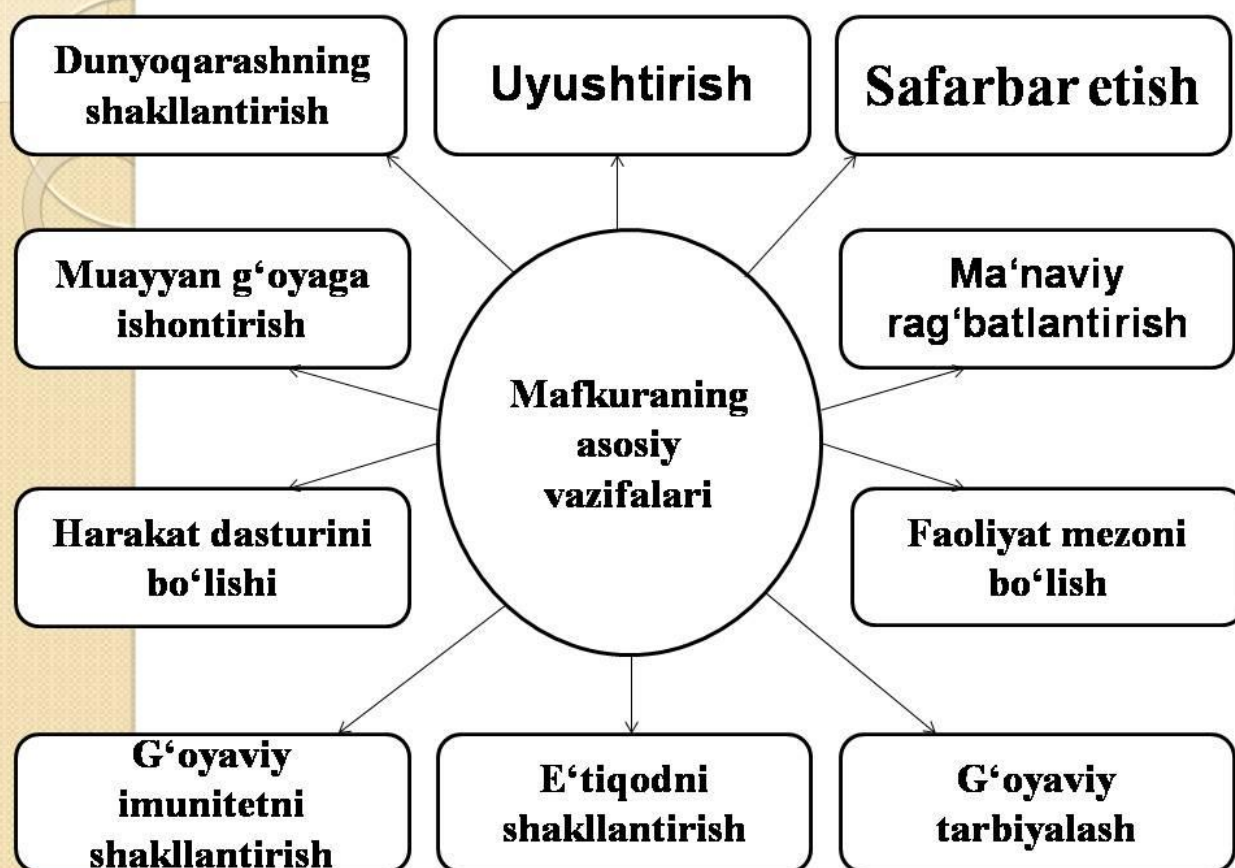 Dunyoqarashning
shakllantirish
Uyushtirish
Safarbar etish
Muayyan g‘oyaga
ishontirish
Ma‘naviy
rag‘batlantirish
Mafkuraning
asosiy
vazifalari
Harakat dasturini
bo‘lishi
Faoliyat mezoni
bo‘lish
G‘oyaviy
imunitetni
shakllantirish
E‘tiqodni
shakllantirish
G‘oyaviy
tarbiyalash